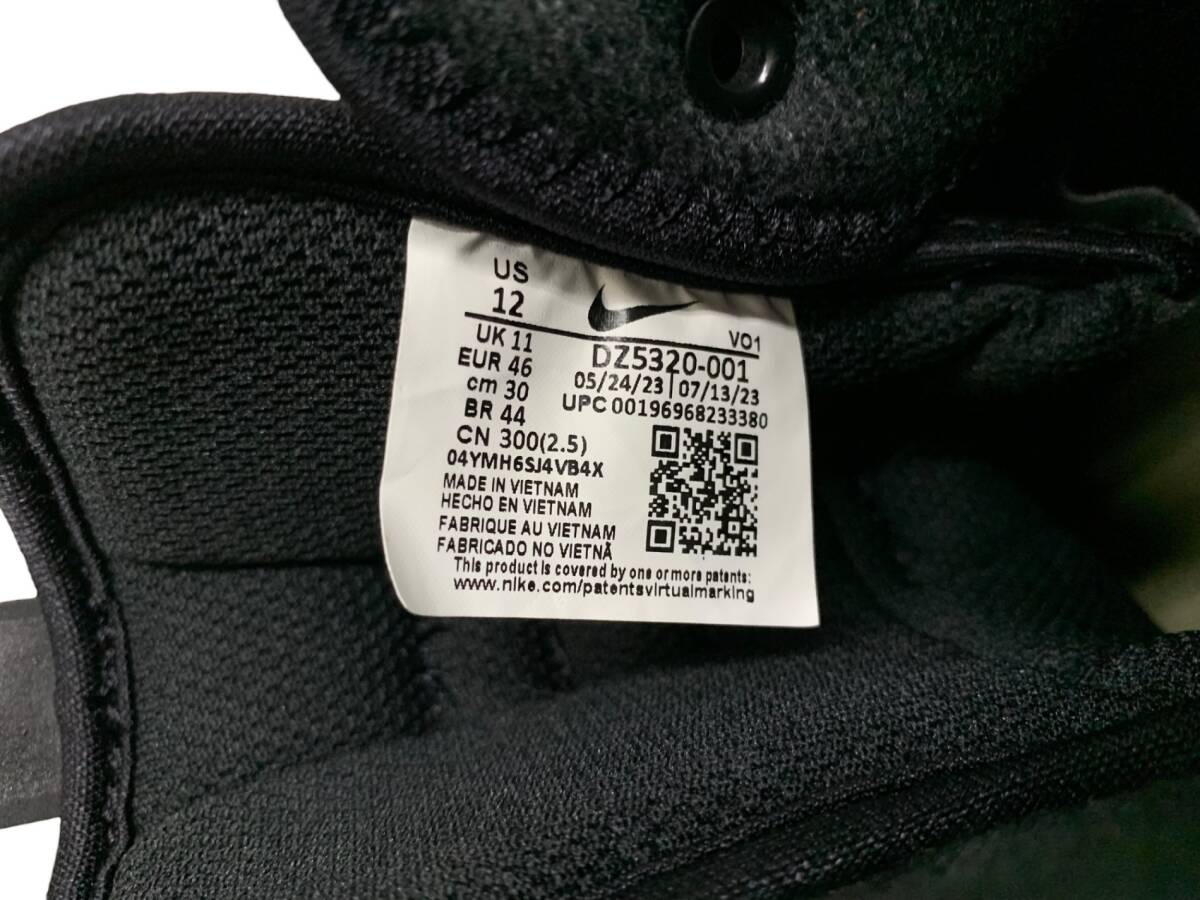 US
12
UK 11
EUR 46
cm 30
BR 44
CN 300(2.5)
04YMH6SJ4VB4X
VO1
DZ5320-001
05/24/23 | 07/13/23
UPC 00196968233380
MADE IN VIETNAM
HECHO EN VIETNAM
FABRIQUE AU VIETNAM
FABRICADO NO VIETNÃ
This product is covered by one or more patents:
www.nike.com/patentsvirtualmarking